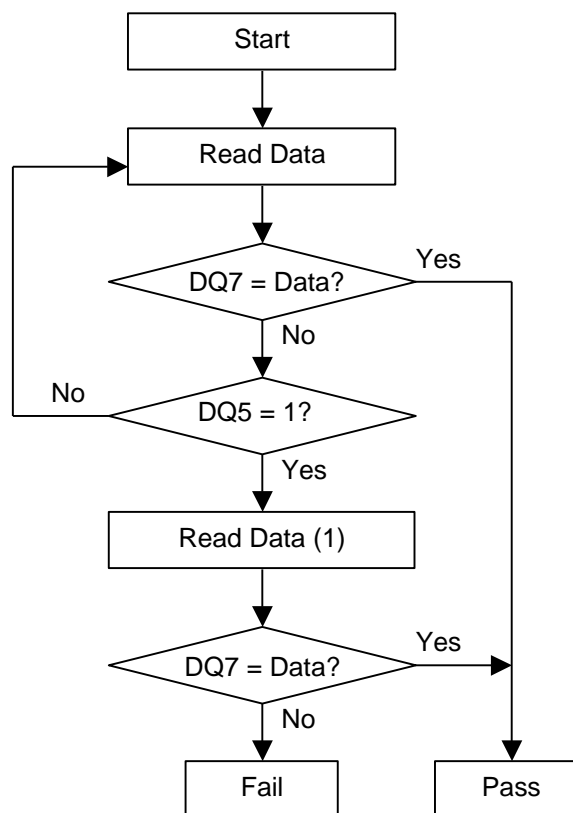 Start
Read Data
DQ7 = Data?
Yes
No
No
DQ5 = 1?
Yes
Read Data (1)
DQ7 = Data?
Yes
No
Fail
Pass